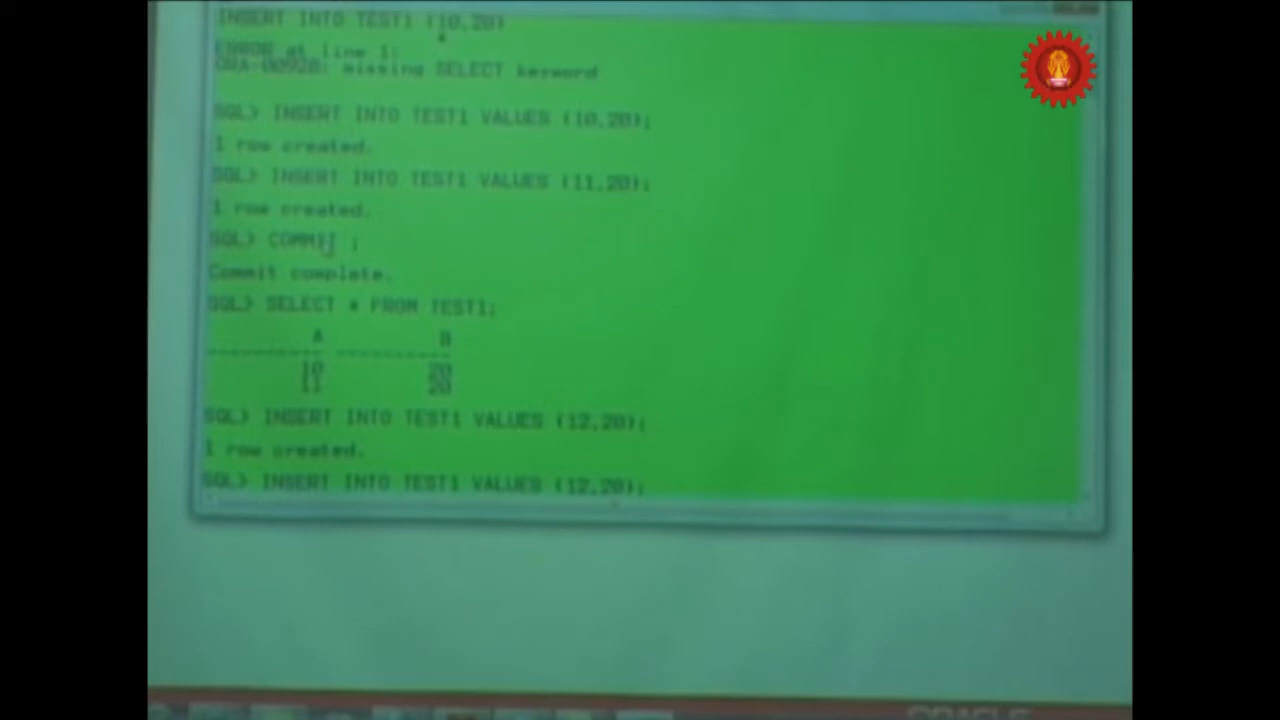 INSERT INTO TEST1 (10,20)
*
ERROR at line 1:
ORA-00928: missing SELECT keyword
SQL> INSERT INTO TEST1 VALUES (10,20);
1 row created.
SQL> INSERT INTO TEST1 VALUES (11,20);
1 row created.
SQL> COMMIT ;
Commit complete.
SQL> SELECT * FROM TEST1;
A B
---------- ----------
10 20
11 20
SQL> INSERT INTO TEST1 VALUES (12,20);
1 row created.
SQL> INSERT INTO TEST1 VALUES (12,20);